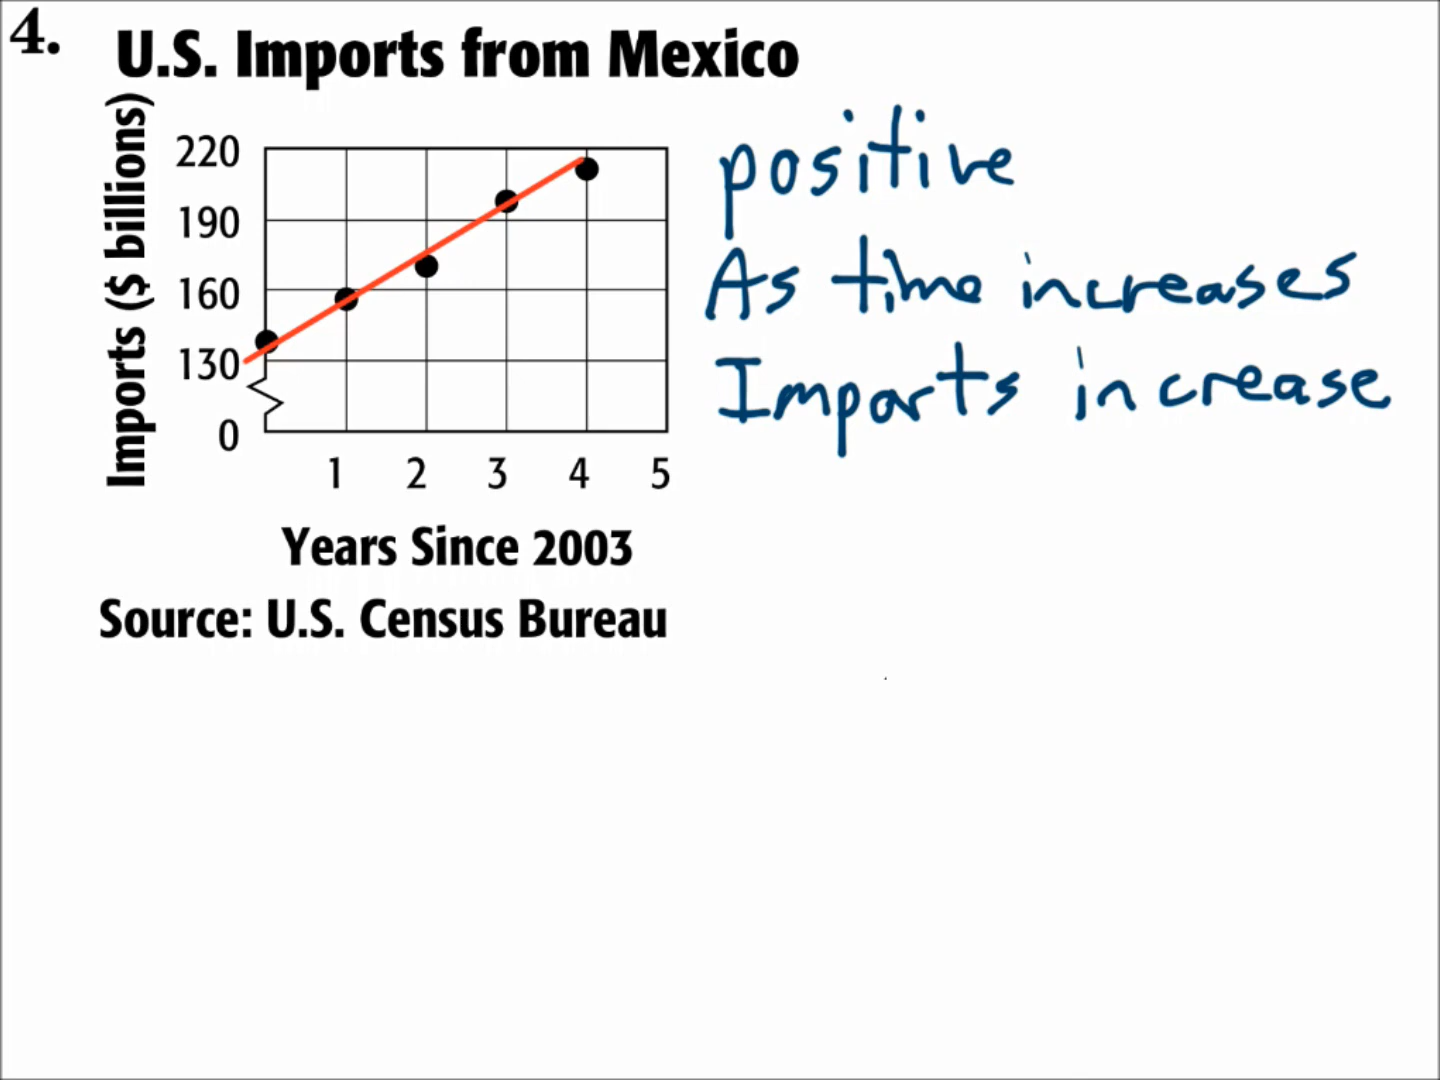 4.
U.S. Imports from Mexico
Imports ($ billions)
220
190
160
130
0
1 2 3 4 5
Years Since 2003
Source: U.S. Census Bureau
positive
As time increases
Imports increase